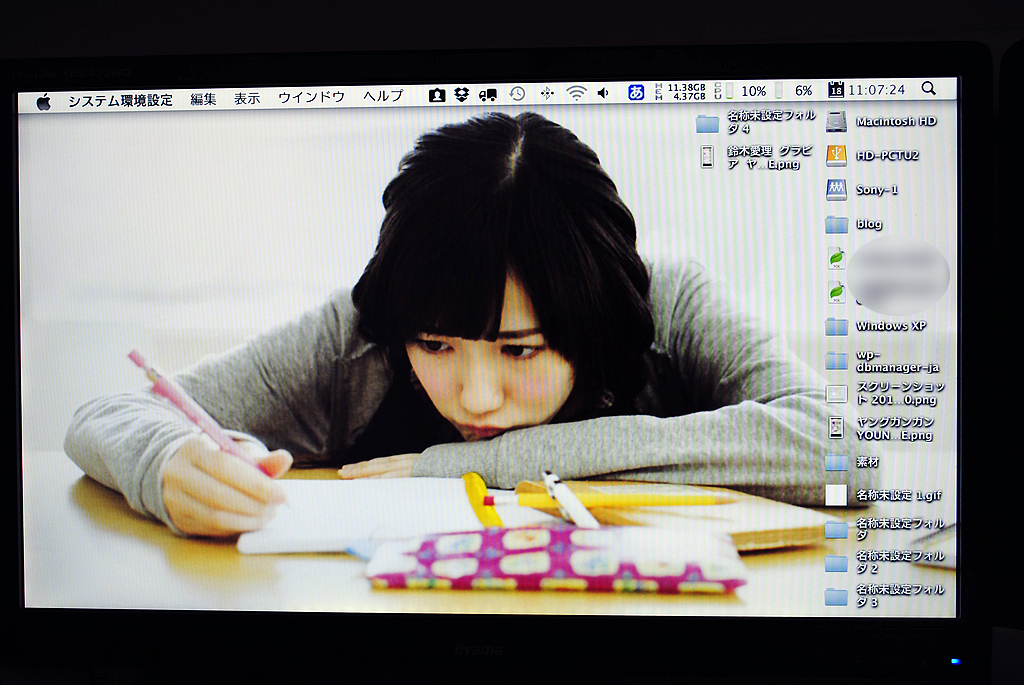 システム環境設定 編集 表示 ウインドウ ヘルプ あ MEM 11.38GB 4.37GB CPU 10% 6% 18 11:07:24
名称未設定フォル
ダ 4
鈴木愛理 グラビ
ア ヤ...E.png
Macintosh HD
HD-PCTU2
Sony-1
blog
Windows XP
wp-
dbmanager-ja
スクリーンショッ
ト 201...0.png
ヤングガンガン
YOUN...E.png
素材
名称未設定 1.gif
名称未設定フォル
ダ
名称未設定フォル
ダ 2
名称未設定フォル
ダ 3
iiyama